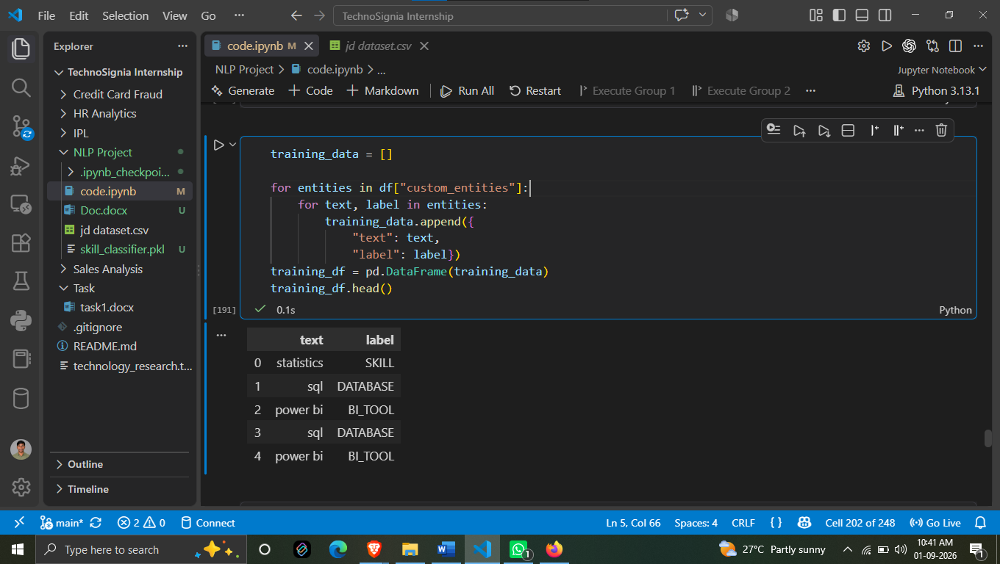 File Edit Selection View Go ··· TechnoSignia Internship
Explorer ···
TechnoSignia Internship
Credit Card Fraud
HR Analytics
IPL
NLP Project
.ipynb_checkpoi...
code.ipynb M
Doc.docx U
jd dataset.csv
skill_classifier.pkl U
Sales Analysis
Task
task1.docx
.gitignore
README.md
technology_research.t...
Outline
Timeline
code.ipynb M jd dataset.csv
NLP Project > code.ipynb > ...
Jupyter Notebook
Generate + Code + Markdown Run All Restart Execute Group 1 Execute Group 2 ··· Python 3.13.1
training_data = []
for entities in df["custom_entities"]:
for text, label in entities:
training_data.append({
"text": text,
"label": label})
training_df = pd.DataFrame(training_data)
training_df.head()
[191] 0.1s Python
text label
0 statistics SKILL
1 sql DATABASE
2 power bi BI_TOOL
3 sql DATABASE
4 power bi BI_TOOL
main* 2 0 Connect Ln 5, Col 66 Spaces: 4 CRLF { } Cell 202 of 248 Go Live
Type here to search 1 27°C Partly sunny 10:41 AM
01-09-2026 1